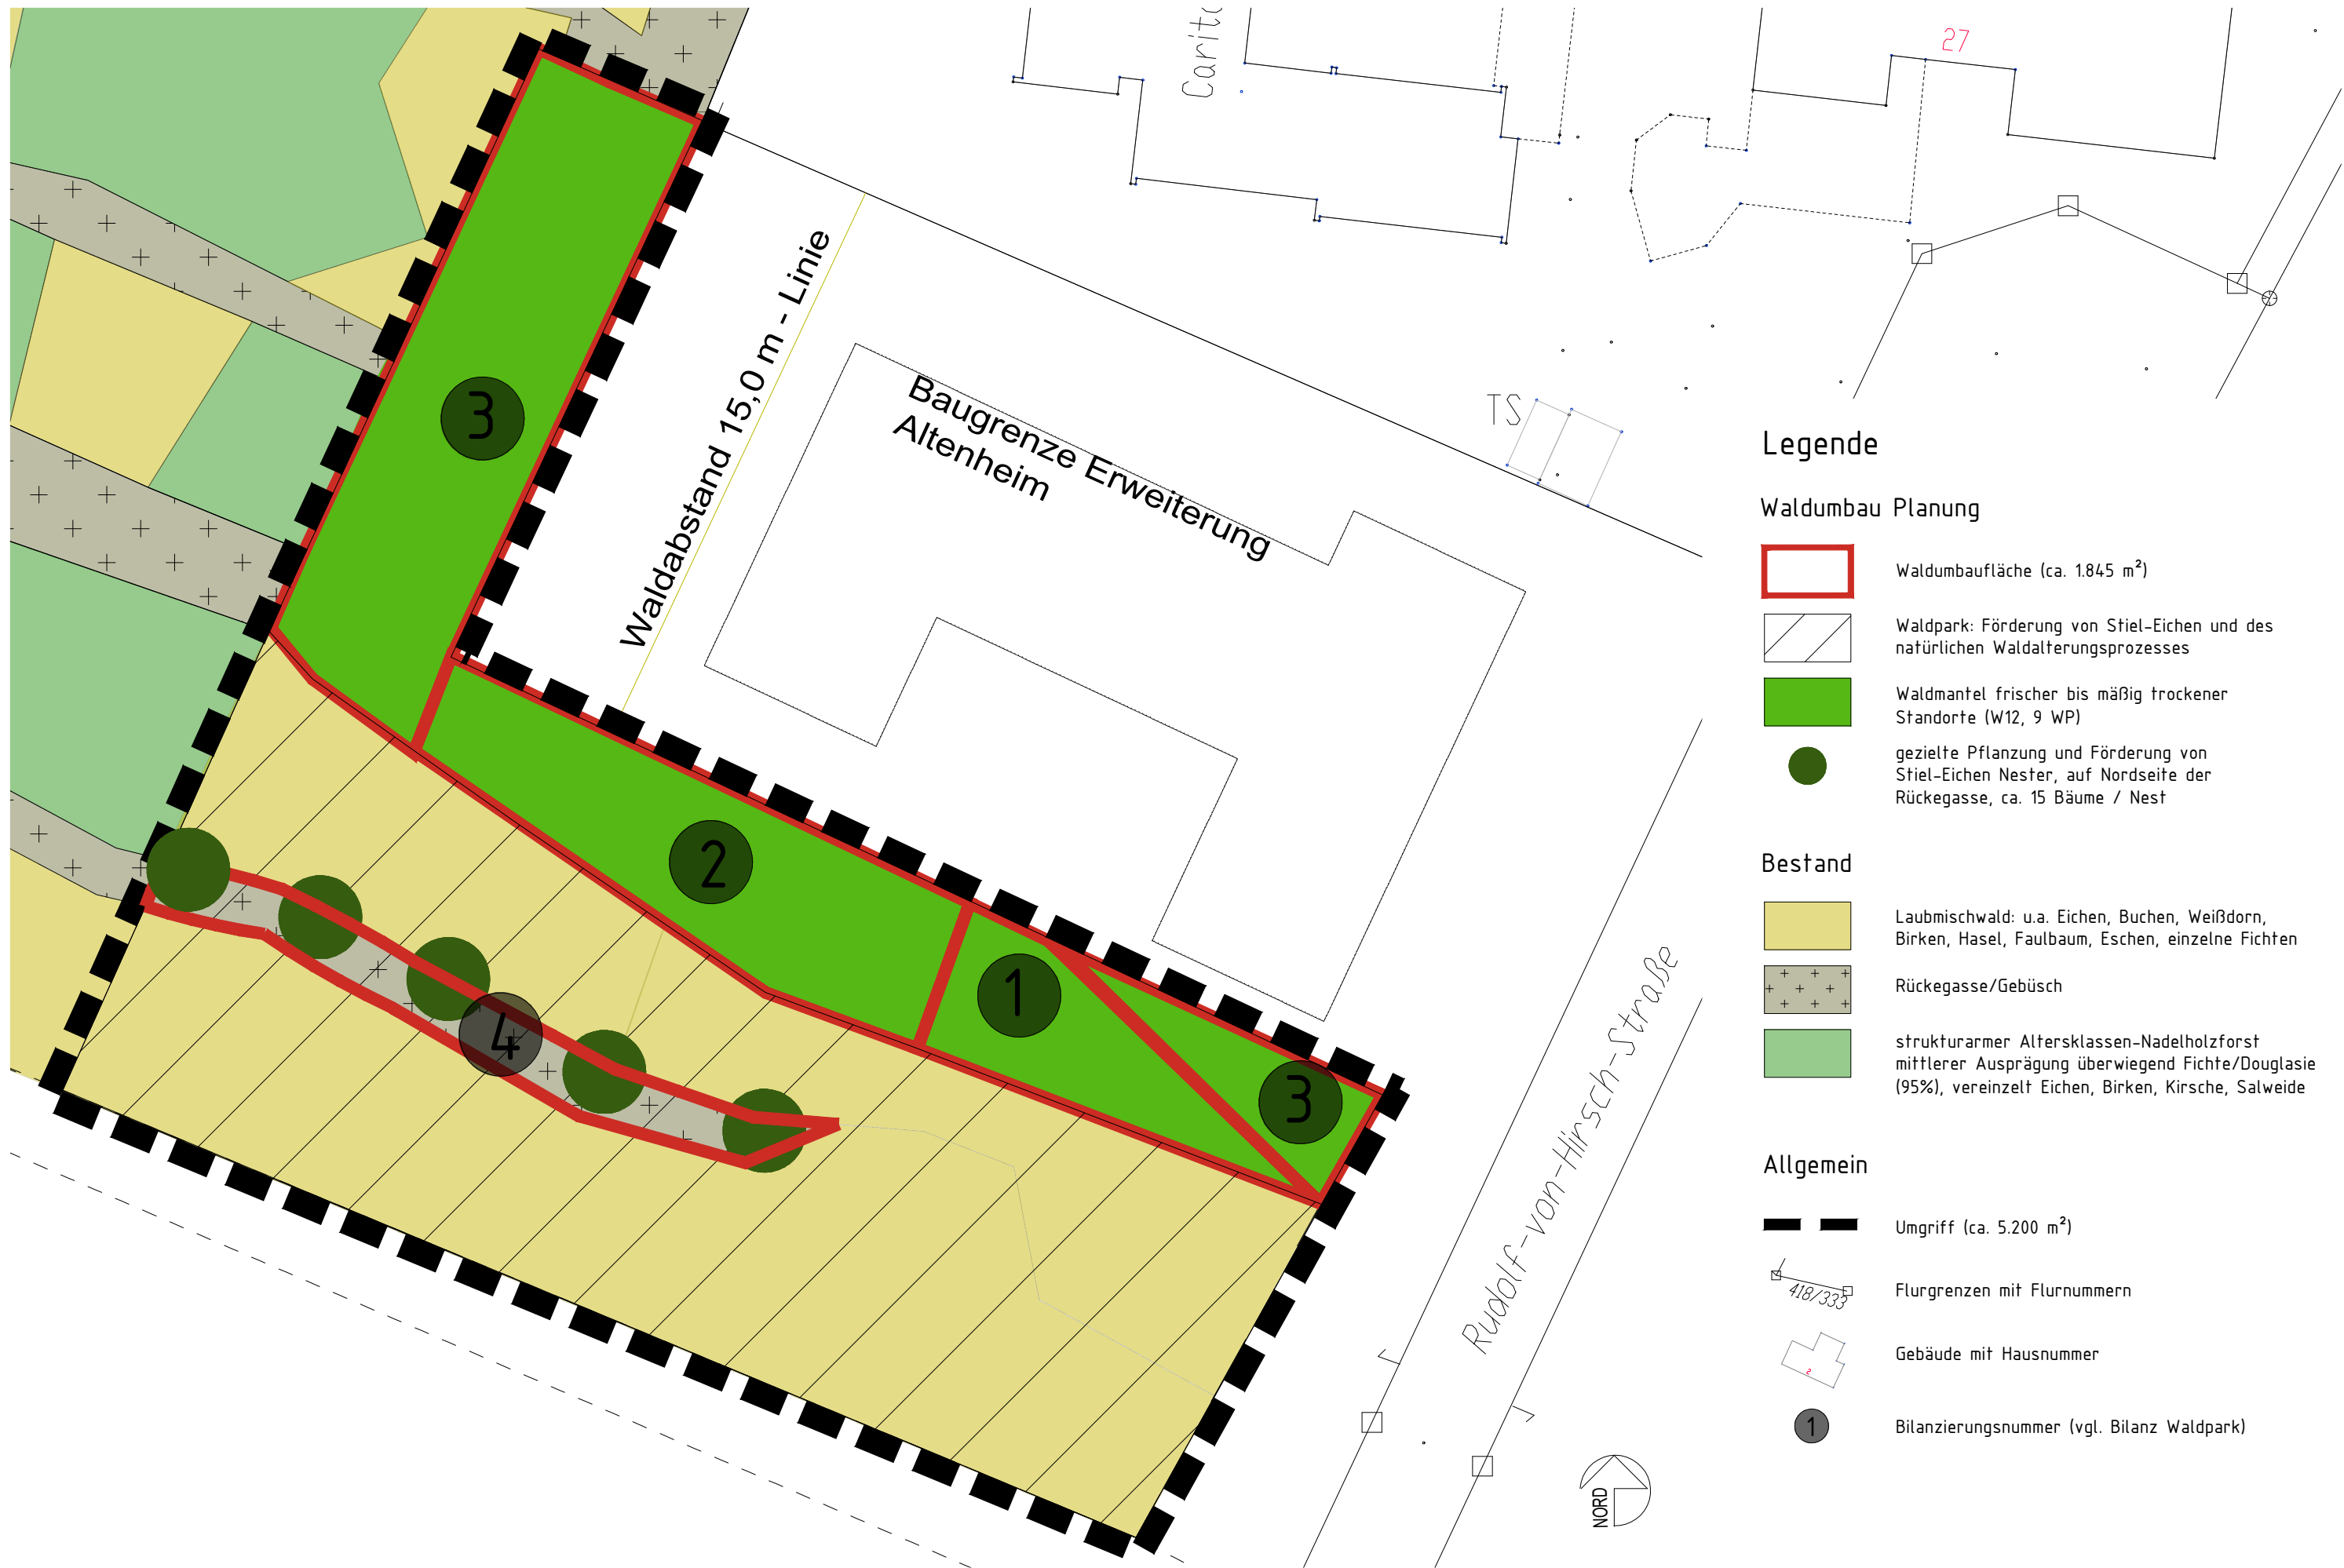 Carita
27
Waldabstand 15,0 m - Linie
Baugrenze Erweiterung
Altenheim
TS
3
2
1
3
4
Rudolf-von-Hirsch-Straße
NORD
Legende
Waldumbau Planung
Waldumbaufläche (ca. 1.845 m²)
Waldpark: Förderung von Stiel-Eichen und des
natürlichen Waldalterungsprozesses
Waldmantel frischer bis mäßig trockener
Standorte (W12, 9 WP)
gezielte Pflanzung und Förderung von
Stiel-Eichen Nester, auf Nordseite der
Rückegasse, ca. 15 Bäume / Nest
Bestand
Laubmischwald: u.a. Eichen, Buchen, Weißdorn,
Birken, Hasel, Faulbaum, Eschen, einzelne Fichten
Rückegasse/Gebüsch
strukturarmer Altersklassen-Nadelholzforst
mittlerer Ausprägung überwiegend Fichte/Douglasie
(95%), vereinzelt Eichen, Birken, Kirsche, Salweide
Allgemein
Umgriff (ca. 5.200 m²)
418/333
Flurgrenzen mit Flurnummern
2
Gebäude mit Hausnummer
1
Bilanzierungsnummer (vgl. Bilanz Waldpark)